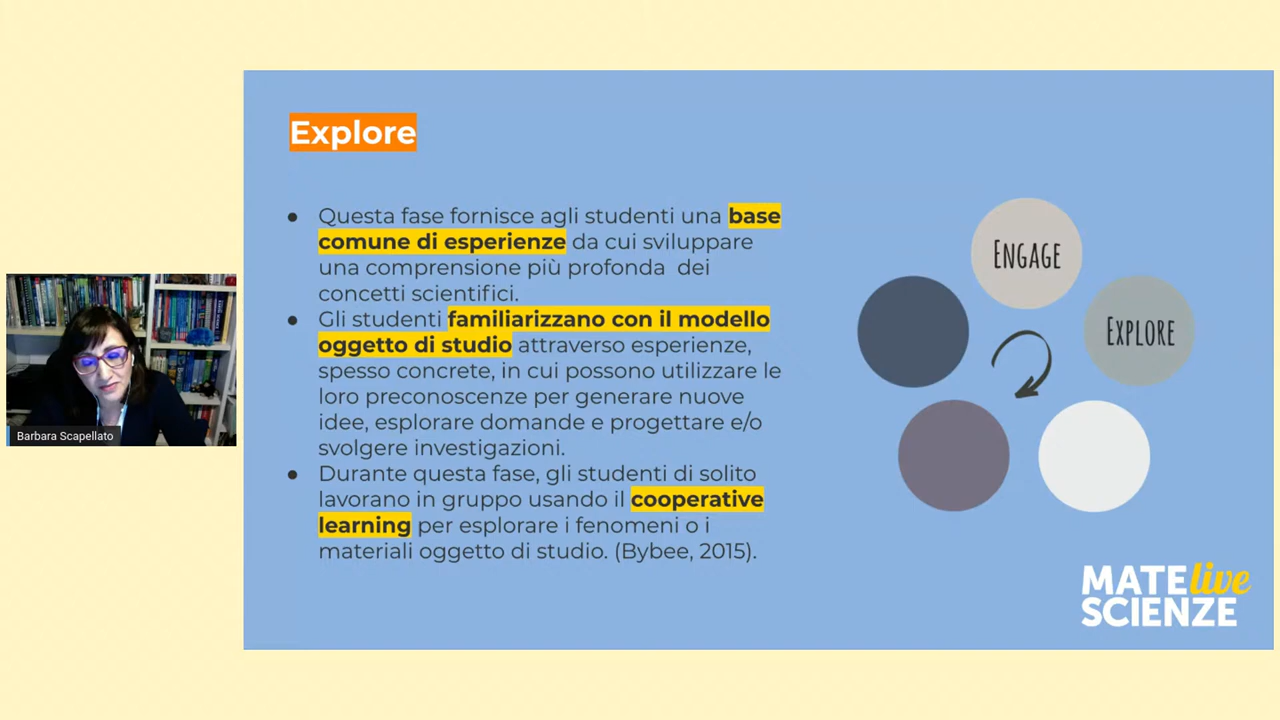 Explore
● Questa fase fornisce agli studenti una base
comune di esperienze da cui sviluppare
una comprensione più profonda dei
concetti scientifici.
● Gli studenti familiarizzano con il modello
oggetto di studio attraverso esperienze,
spesso concrete, in cui possono utilizzare le
loro preconoscenze per generare nuove
idee, esplorare domande e progettare e/o
svolgere investigazioni.
● Durante questa fase, gli studenti di solito
lavorano in gruppo usando il cooperative
learning per esplorare i fenomeni o i
materiali oggetto di studio. (Bybee, 2015).
ENGAGE
EXPLORE
Barbara Scapellato
MATE live
SCIENZE